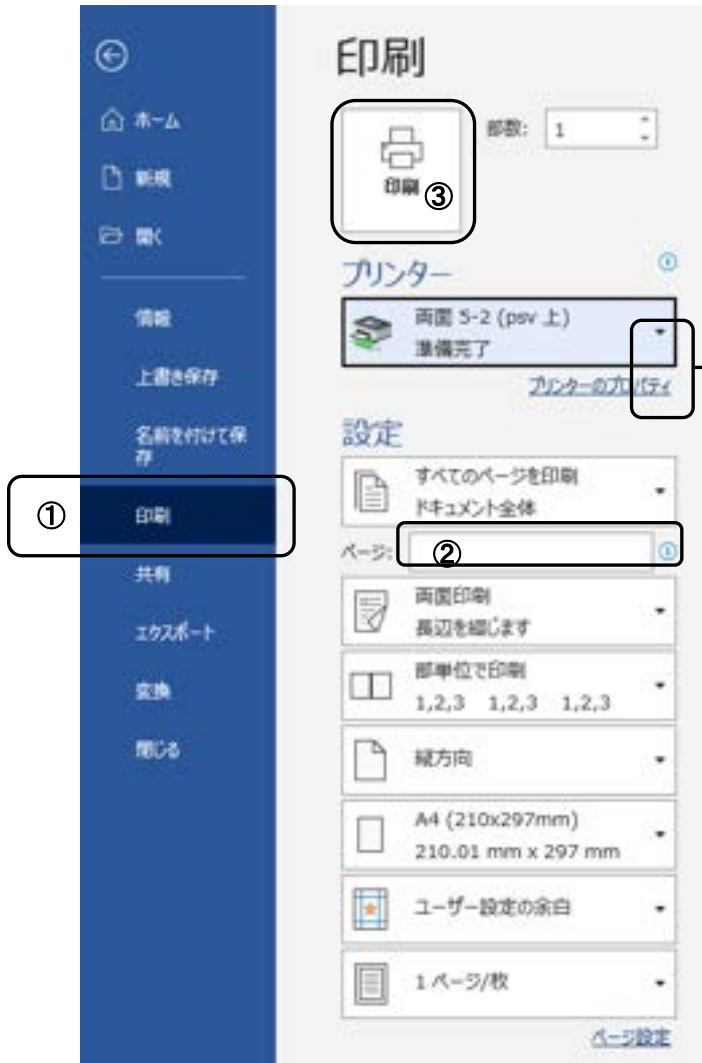 印刷
ホーム
新規
開く
情報
上書き保存
名前を付けて保
存
① 印刷
共有
エクスポート
変換
閉じる
部数: 1
印刷 ③
プリンター
両面 5-2 (psv 上)
準備完了
プリンターのプロパティ
設定
すべてのページを印刷
ドキュメント全体
ページ: ②
両面印刷
長辺を綴じます
部単位で印刷
1,2,3 1,2,3 1,2,3
縦方向
A4 (210x297mm)
210.01 mm x 297 mm
ユーザー設定の余白
1 ページ/枚
ページ設定